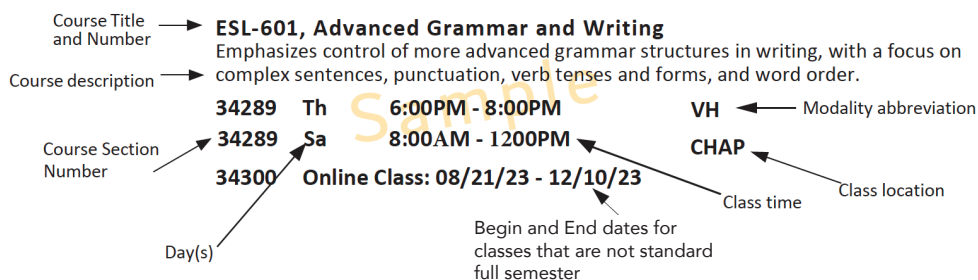 Course Title
and Number
ESL-601, Advanced Grammar and Writing
Emphasizes control of more advanced grammar structures in writing, with a focus on
Course description
complex sentences, punctuation, verb tenses and forms, and word order.
Sample
34289 Th 6:00PM - 8:00PM VH
Modality abbreviation
34289 Sa 8:00AM - 1200PM CHAP
Course Section
Number
34300 Online Class: 08/21/23 - 12/10/23
Class location
Class time
Begin and End dates for
classes that are not standard
full semester
Day(s)